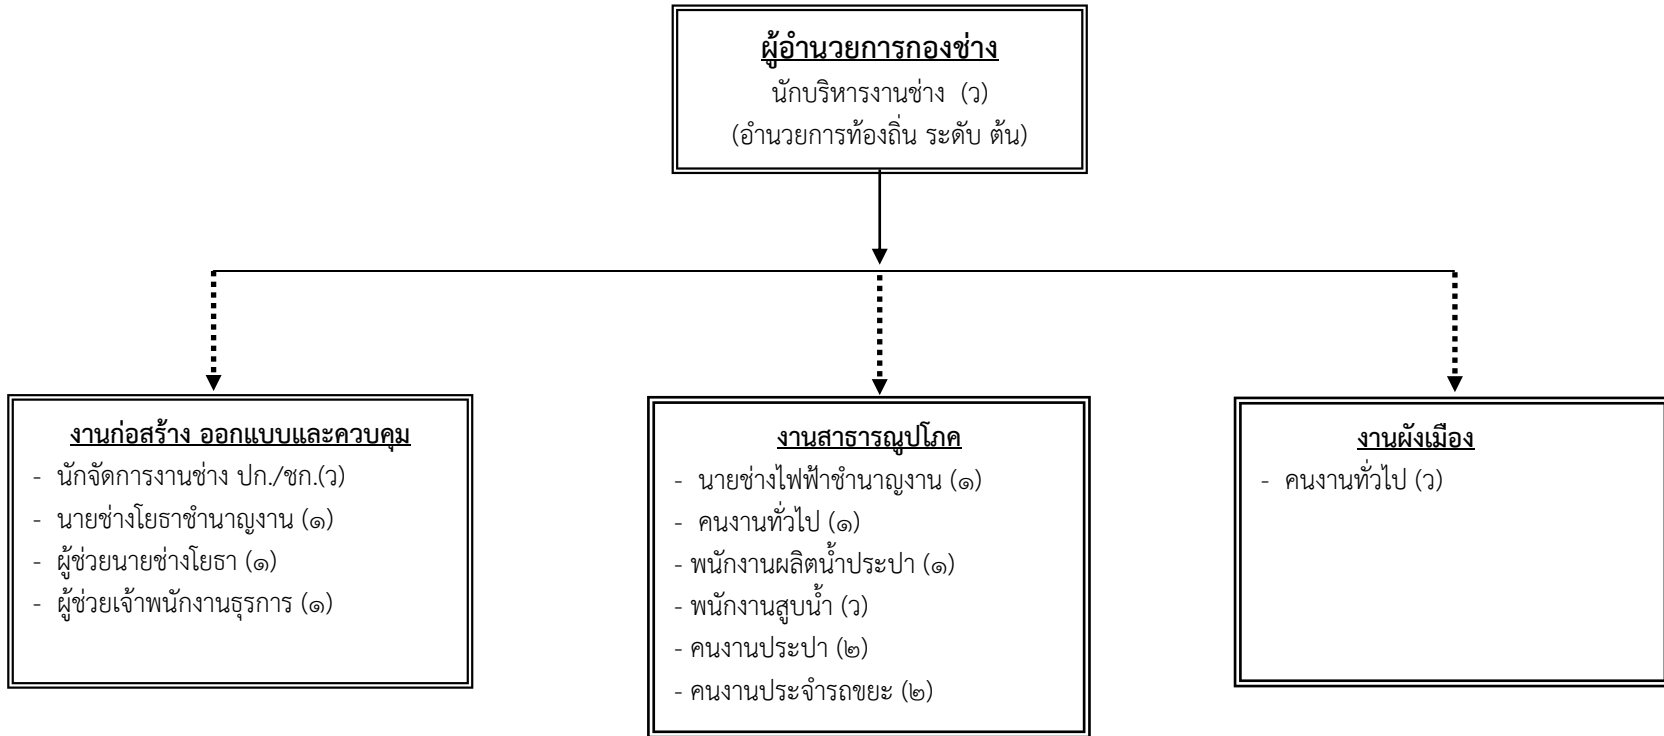 ผู้อำนวยการกองช่าง
นักบริหารงานช่าง (ว)
(อำนวยการท้องถิ่น ระดับ ต้น)
งานก่อสร้าง ออกแบบและควบคุม
- นักจัดการงานช่าง ปก./ชก.(ว)
- นายช่างโยธาชำนาญงาน (๑)
- ผู้ช่วยนายช่างโยธา (๑)
- ผู้ช่วยเจ้าพนักงานธุรการ (๑)
งานสาธารณูปโภค
- นายช่างไฟฟ้าชำนาญงาน (๑)
- คนงานทั่วไป (๑)
- พนักงานผลิตน้ำประปา (๑)
- พนักงานสูบน้ำ (ว)
- คนงานประปา (๒)
- คนงานประจำรถขยะ (๒)
งานผังเมือง
- คนงานทั่วไป (ว)